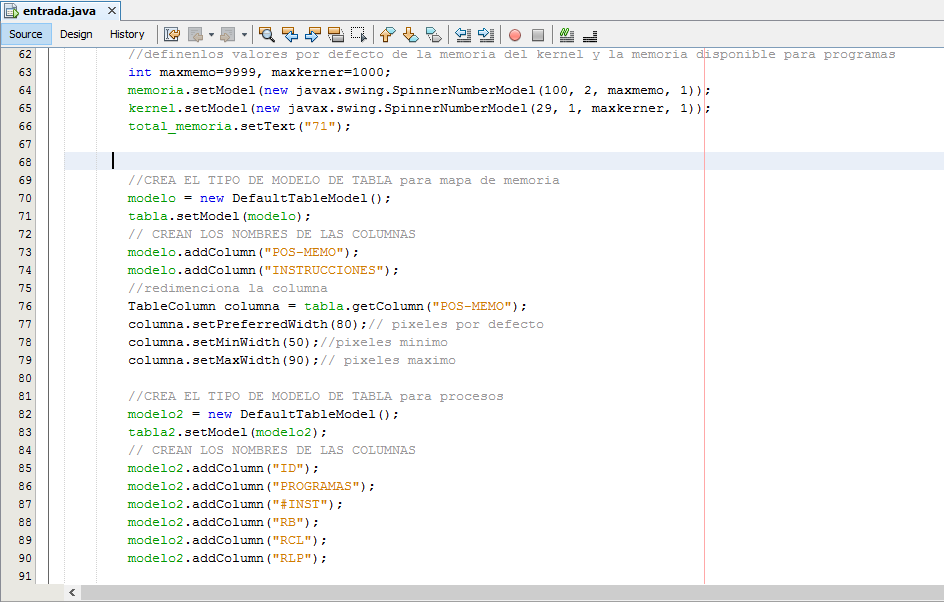 entrada.java
Source Design History
62 //definenlos valores por defecto de la memoria del kernel y la memoria disponible para programas
63 int maxmemo=9999, maxkerner=1000;
64 memoria.setModel(new javax.swing.SpinnerNumberModel(100, 2, maxmemo, 1));
65 kernel.setModel(new javax.swing.SpinnerNumberModel(29, 1, maxkerner, 1));
66 total_memoria.setText("71");
67
68
69 //CREA EL TIPO DE MODELO DE TABLA para mapa de memoria
70 modelo = new DefaultTableModel();
71 tabla.setModel(modelo);
72 // CREAN LOS NOMBRES DE LAS COLUMNAS
73 modelo.addColumn("POS-MEMO");
74 modelo.addColumn("INSTRUCCIONES");
75 //redimenciona la columna
76 TableColumn columna = tabla.getColumn("POS-MEMO");
77 columna.setPreferredWidth(80);// pixeles por defecto
78 columna.setMinWidth(50);//pixeles minimo
79 columna.setMaxWidth(90);// pixeles maximo
80
81 //CREA EL TIPO DE MODELO DE TABLA para procesos
82 modelo2 = new DefaultTableModel();
83 tabla2.setModel(modelo2);
84 // CREAN LOS NOMBRES DE LAS COLUMNAS
85 modelo2.addColumn("ID");
86 modelo2.addColumn("PROGRAMAS");
87 modelo2.addColumn("#INST");
88 modelo2.addColumn("RB");
89 modelo2.addColumn("RCL");
90 modelo2.addColumn("RLP");
91